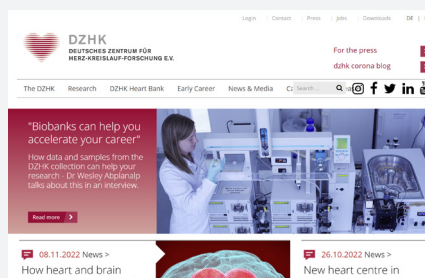 Login Contact Press Jobs Downloads DE
DZHK
DEUTSCHES ZENTRUM FÜR
HERZ-KREISLAUF-FORSCHUNG E.V.
For the press
dzhk corona blog
The DZHK Research DZHK Heart Bank Early Career News & Media Search ...
"Biobanks can help you
accelerate your career"
How data and samples from the
DZHK collection can help your
research - Dr Wesley Abplanalp
talks about this in an interview.
Read more >
08.11.2022 News >
How heart and brain
26.10.2022 News >
New heart centre in